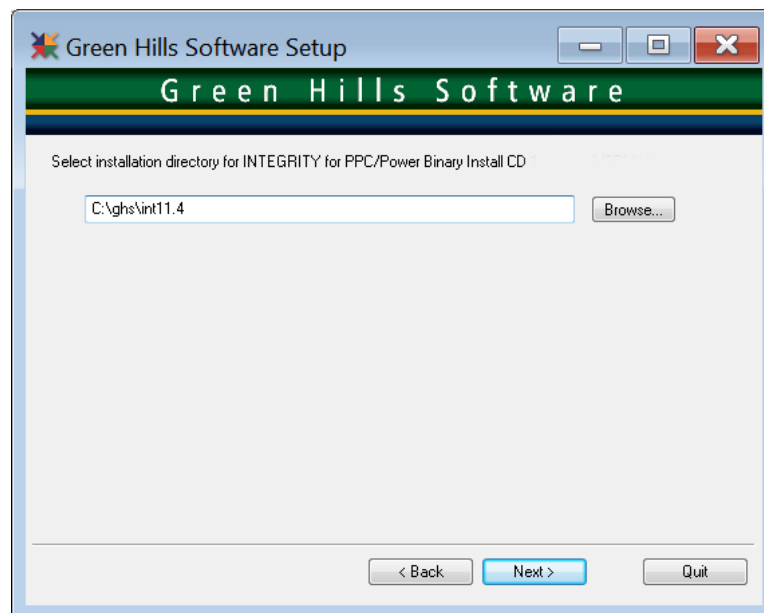 Green Hills Software Setup
Green Hills Software
Select installation directory for INTEGRITY for PPC/Power Binary Install CD
C:\ghs\int11.4
Browse...
< Back Next > Quit